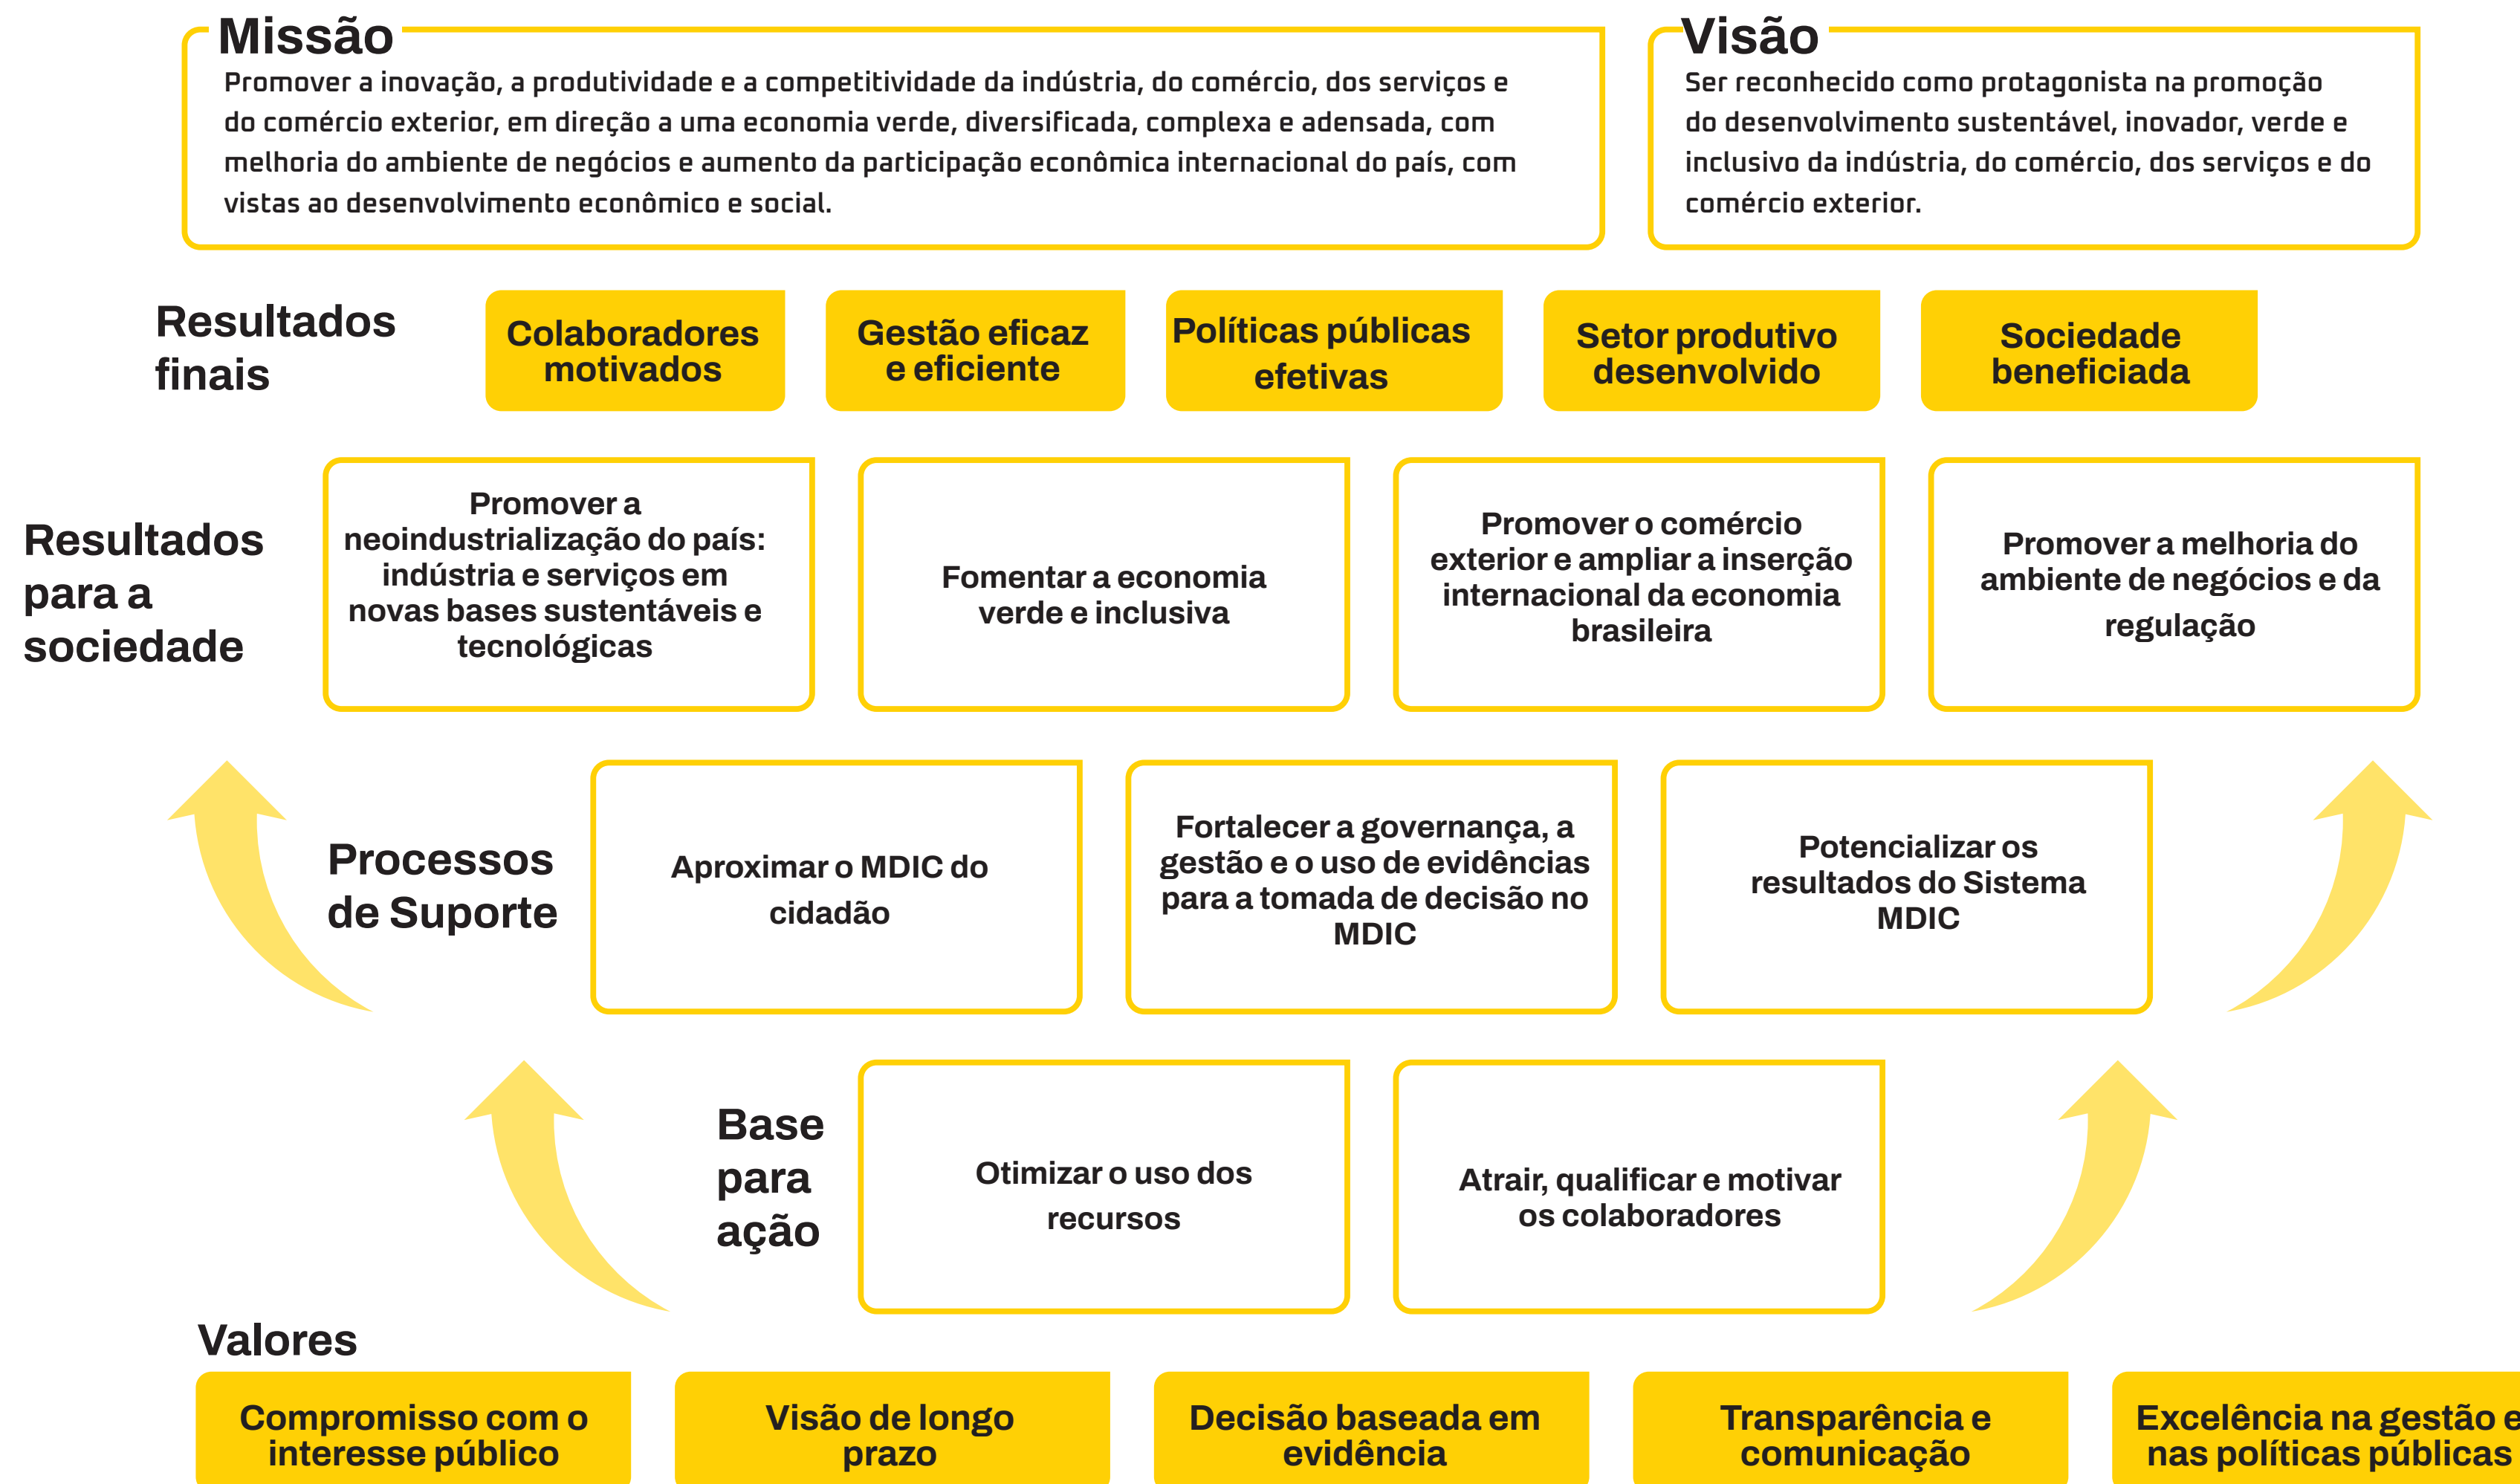 Missão
Promover a inovação, a produtividade e a competitividade da indústria, do comércio, dos serviços e
do comércio exterior, em direção a uma economia verde, diversificada, complexa e adensada, com
melhoria do ambiente de negócios e aumento da participação econômica internacional do país, com
vistas ao desenvolvimento econômico e social.
Visão
Ser reconhecido como protagonista na promoção
do desenvolvimento sustentável, inovador, verde e
inclusivo da indústria, do comércio, dos serviços e do
comércio exterior.
Resultados
finais
Colaboradores
motivados
Gestão eficaz
e eficiente
Políticas públicas
efetivas
Setor produtivo
desenvolvido
Sociedade
beneficiada
Resultados
para a
sociedade
Promover a
neoindustrialização do país:
indústria e serviços em
novas bases sustentáveis e
tecnológicas
Fomentar a economia
verde e inclusiva
Promover o comércio
exterior e ampliar a inserção
internacional da economia
brasileira
Promover a melhoria do
ambiente de negócios e da
regulação
Processos
de Suporte
Aproximar o MDIC do
cidadão
Fortalecer a governança, a
gestão e o uso de evidências
para a tomada de decisão no
MDIC
Potencializar os
resultados do Sistema
MDIC
Base
para
ação
Otimizar o uso dos
recursos
Atrair, qualificar e motivar
os colaboradores
Valores
Compromisso com o
interesse público
Visão de longo
prazo
Decisão baseada em
evidência
Transparência e
comunicação
Excelência na gestão e
nas políticas públicas